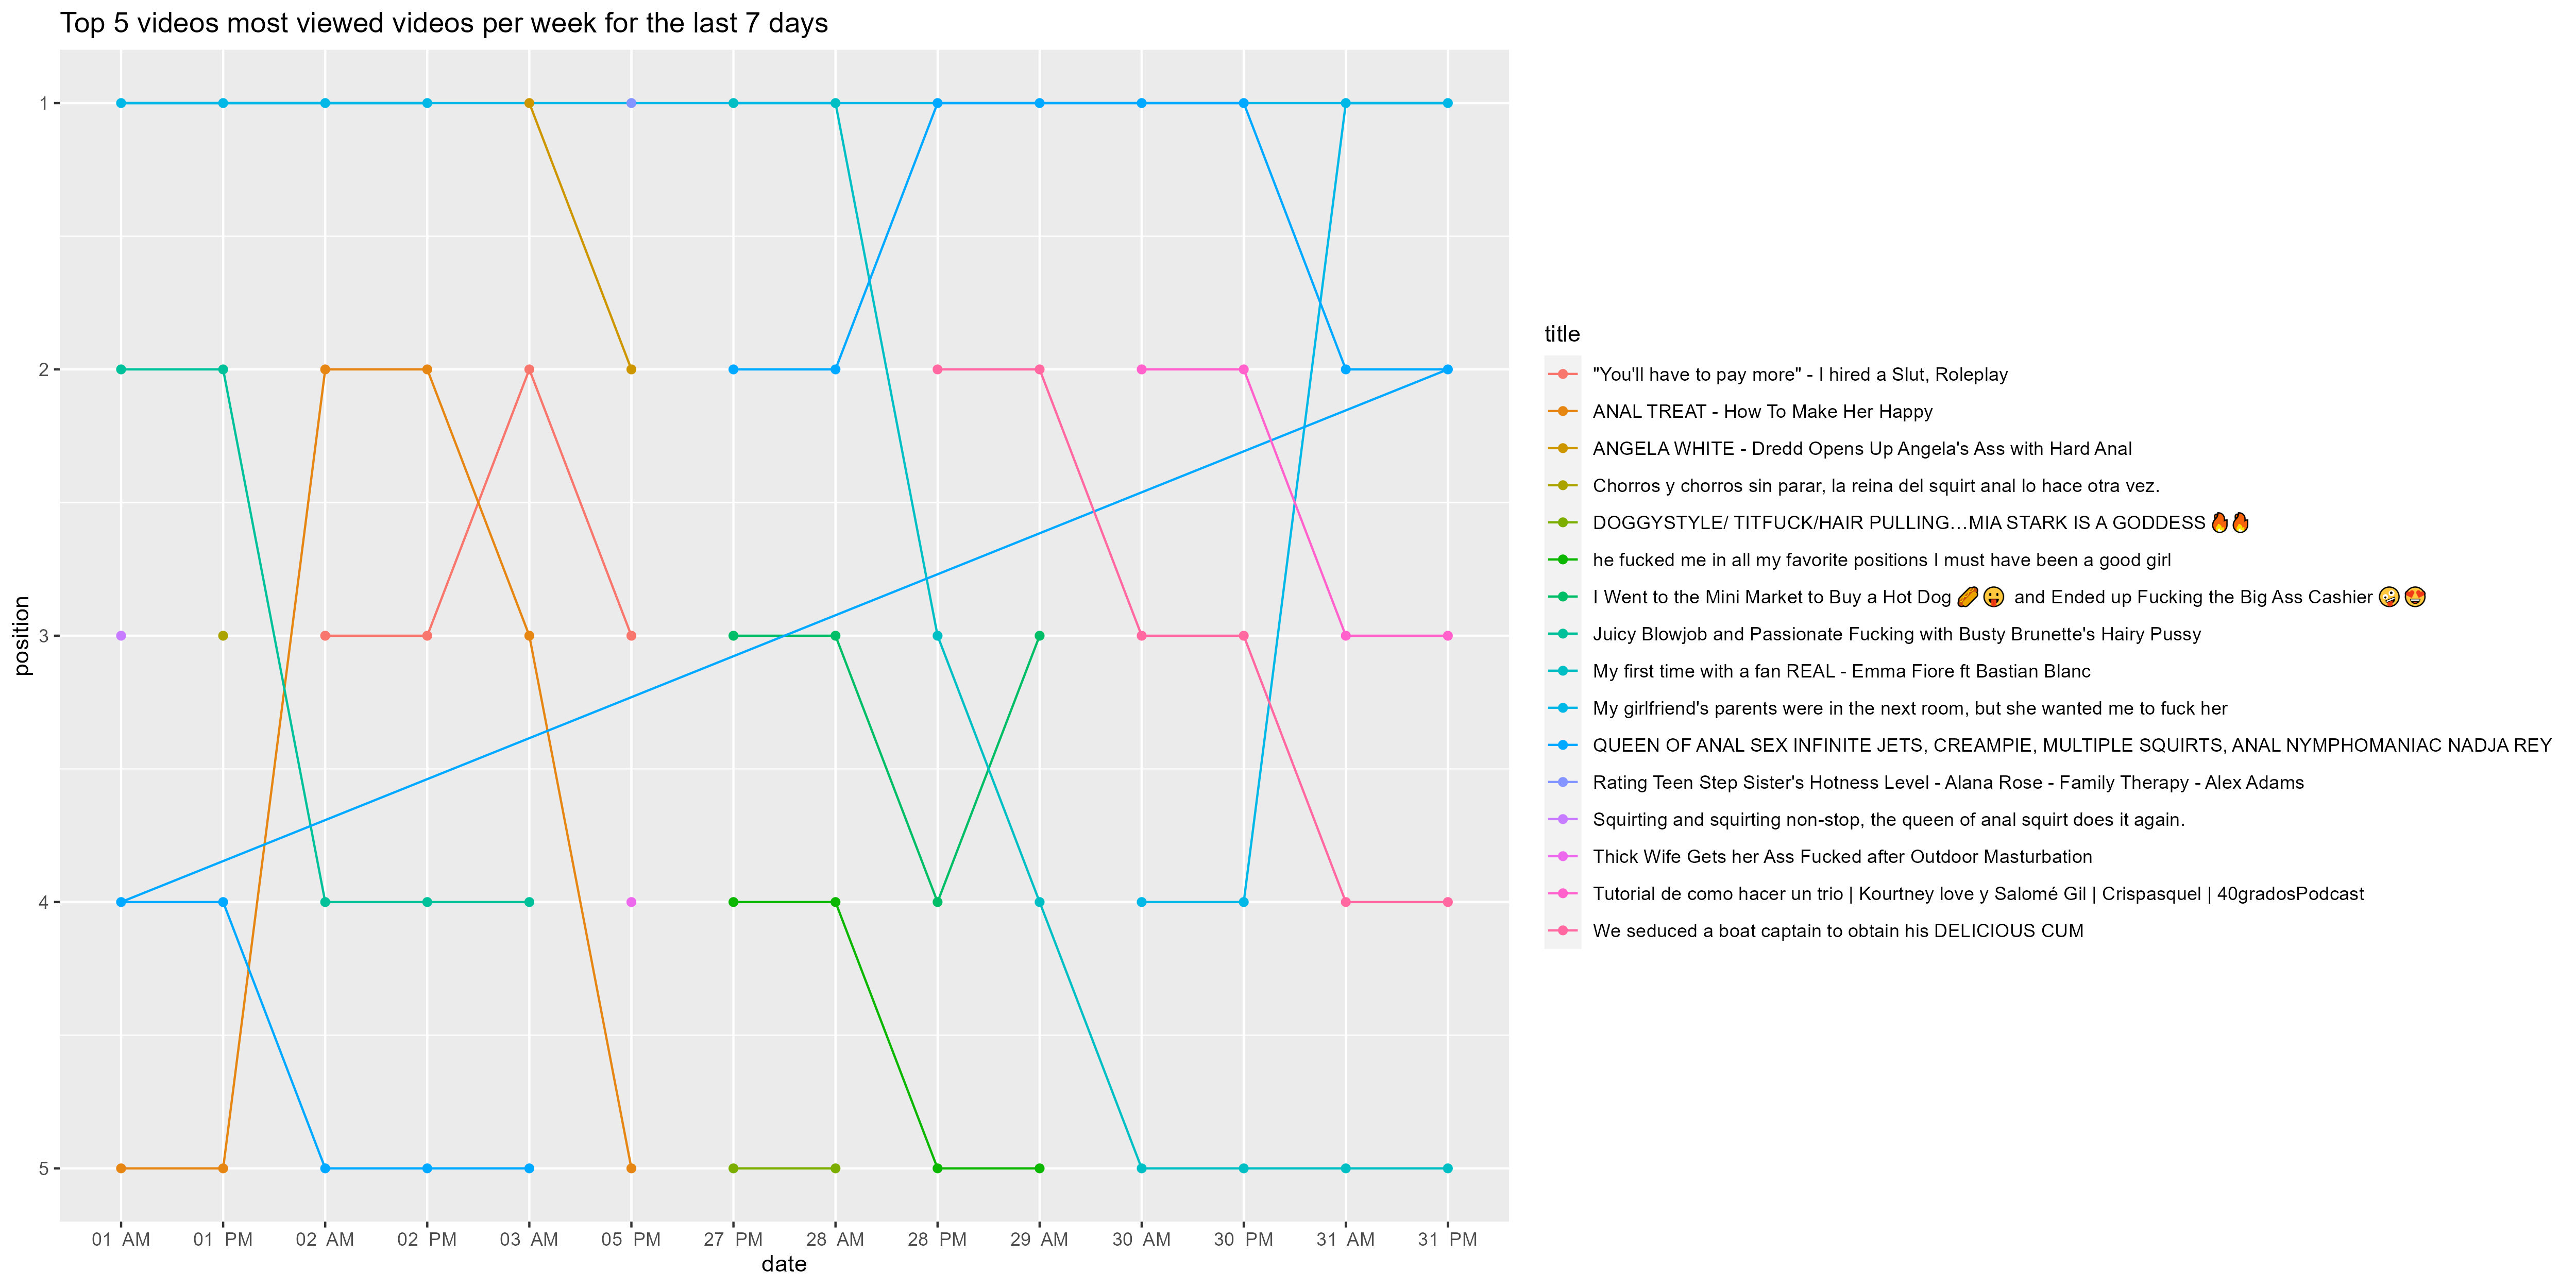 Top 5 videos most viewed videos per week for the last 7 days
position
1
2
3
4
5
01 AM
01 PM
02 AM
02 PM
03 AM
05 PM
27 PM
28 AM
28 PM
29 AM
30 AM
30 PM
31 AM
31 PM
date
title
"You'll have to pay more" - I hired a Slut, Roleplay
ANAL TREAT - How To Make Her Happy
ANGELA WHITE - Dredd Opens Up Angela's Ass with Hard Anal
Chorros y chorros sin parar, la reina del squirt anal lo hace otra vez.
DOGGYSTYLE/ TITFUCK/HAIR PULLING…MIA STARK IS A GODDESS 🔥🔥
he fucked me in all my favorite positions I must have been a good girl
I Went to the Mini Market to Buy a Hot Dog 🌭😛 and Ended up Fucking the Big Ass Cashier 🤪😍
Juicy Blowjob and Passionate Fucking with Busty Brunette's Hairy Pussy
My first time with a fan REAL - Emma Fiore ft Bastian Blanc
My girlfriend's parents were in the next room, but she wanted me to fuck her
QUEEN OF ANAL SEX INFINITE JETS, CREAMPIE, MULTIPLE SQUIRTS, ANAL NYMPHOMANIAC NADJA REY
Rating Teen Step Sister's Hotness Level - Alana Rose - Family Therapy - Alex Adams
Squirting and squirting non-stop, the queen of anal squirt does it again.
Thick Wife Gets her Ass Fucked after Outdoor Masturbation
Tutorial de como hacer un trio | Kourtney love y Salomé Gil | Crispasquel | 40gradosPodcast
We seduced a boat captain to obtain his DELICIOUS CUM